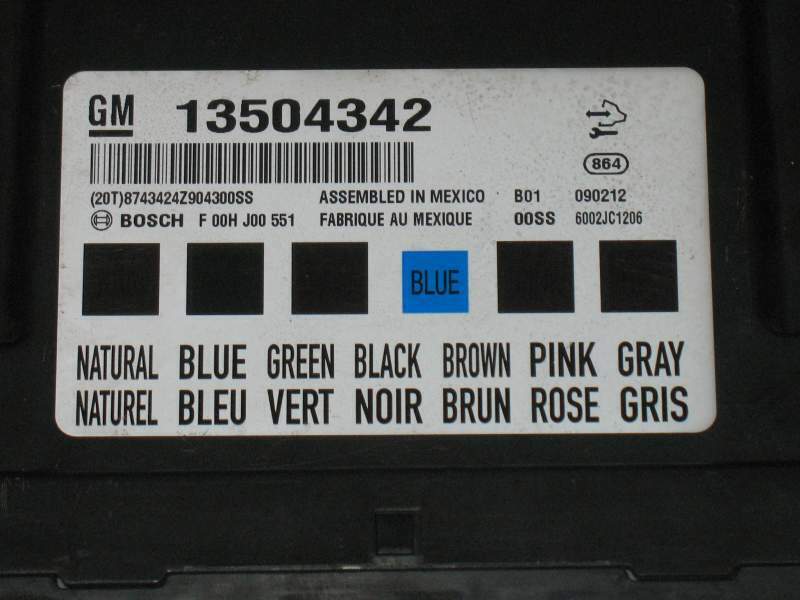 GM 13504342
864
(20T)8743424Z904300SS ASSEMBLED IN MEXICO B01 090212
BOSCH F 00H J00 551 FABRIQUE AU MEXIQUE 00SS 6002JC1206
BLUE
NATURAL BLUE GREEN BLACK BROWN PINK GRAY
NATUREL BLEU VERT NOIR BRUN ROSE GRIS